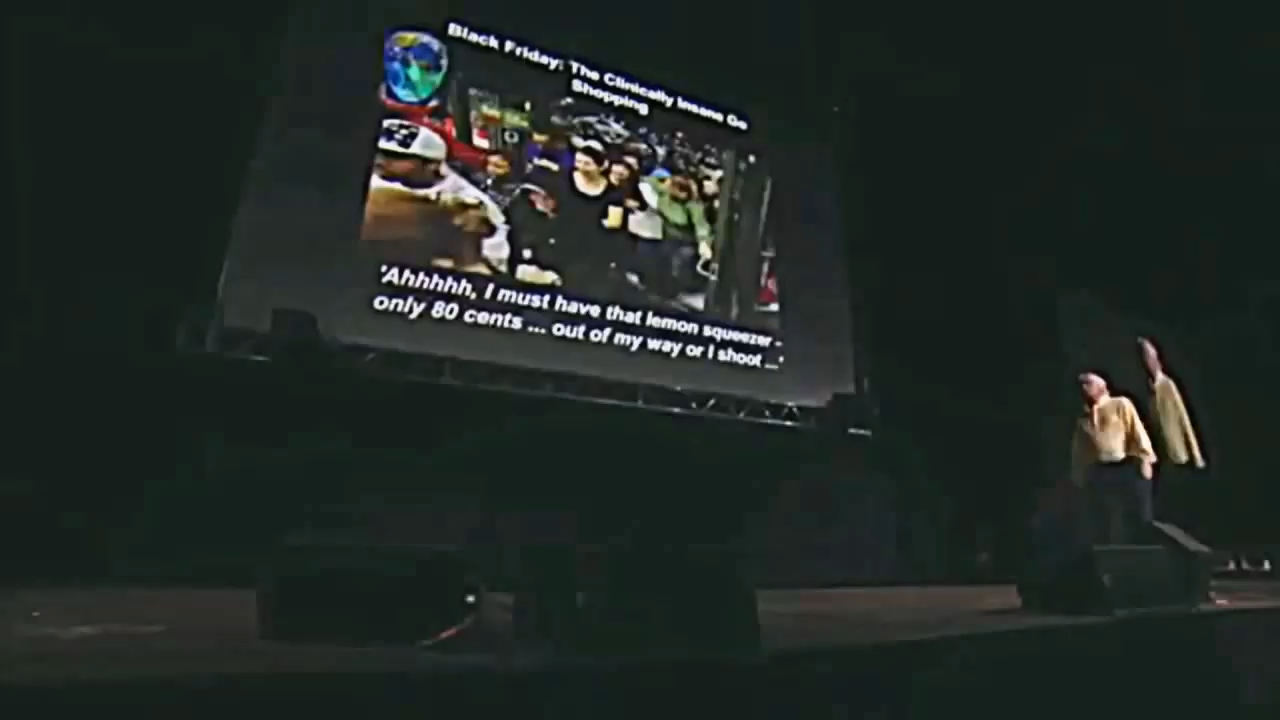 Black Friday: The Clinically Insane Go
Shopping
'Ahhhhh, I must have that lemon squeezer -
only 80 cents ... out of my way or I shoot ...'